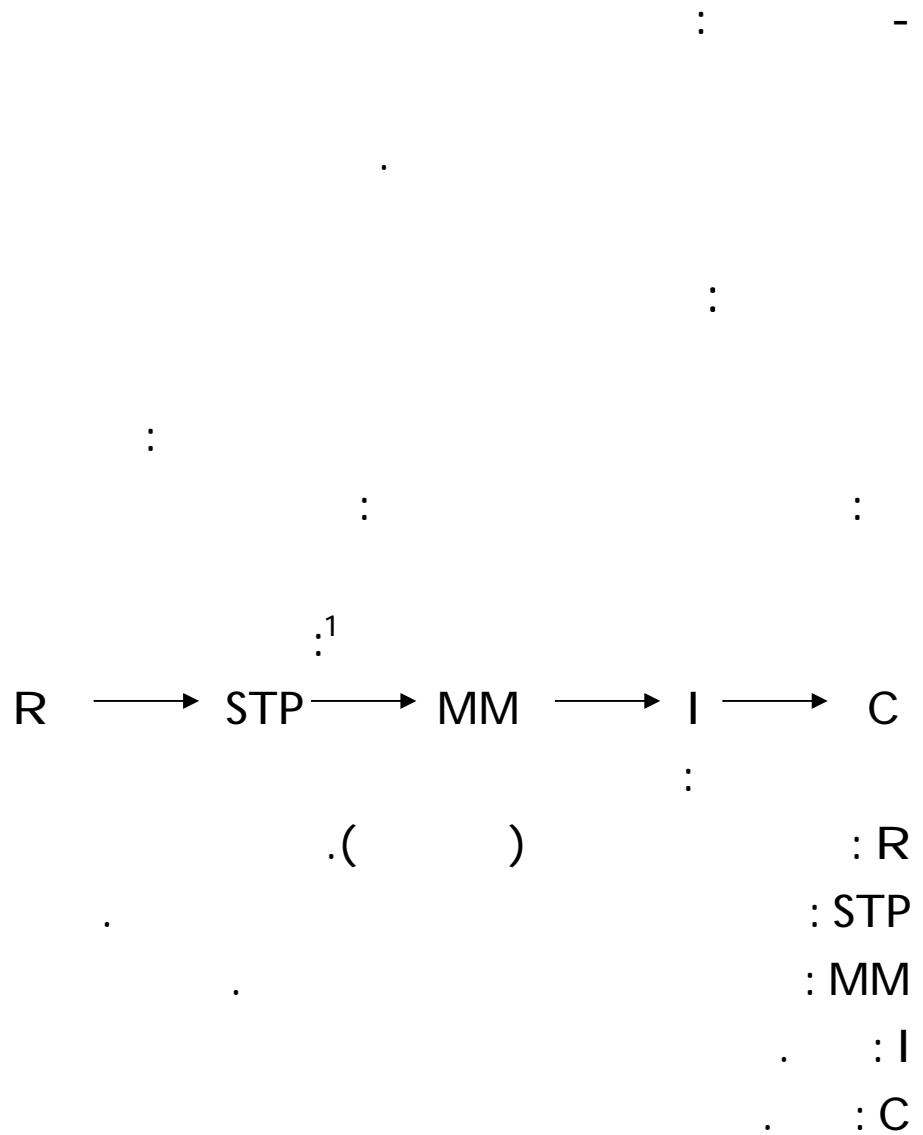 - :
.
:
:
: :
:¹
R → STP → MM → I → C
:
R : ( ).
STP : .
MM : .
I : .
C : .